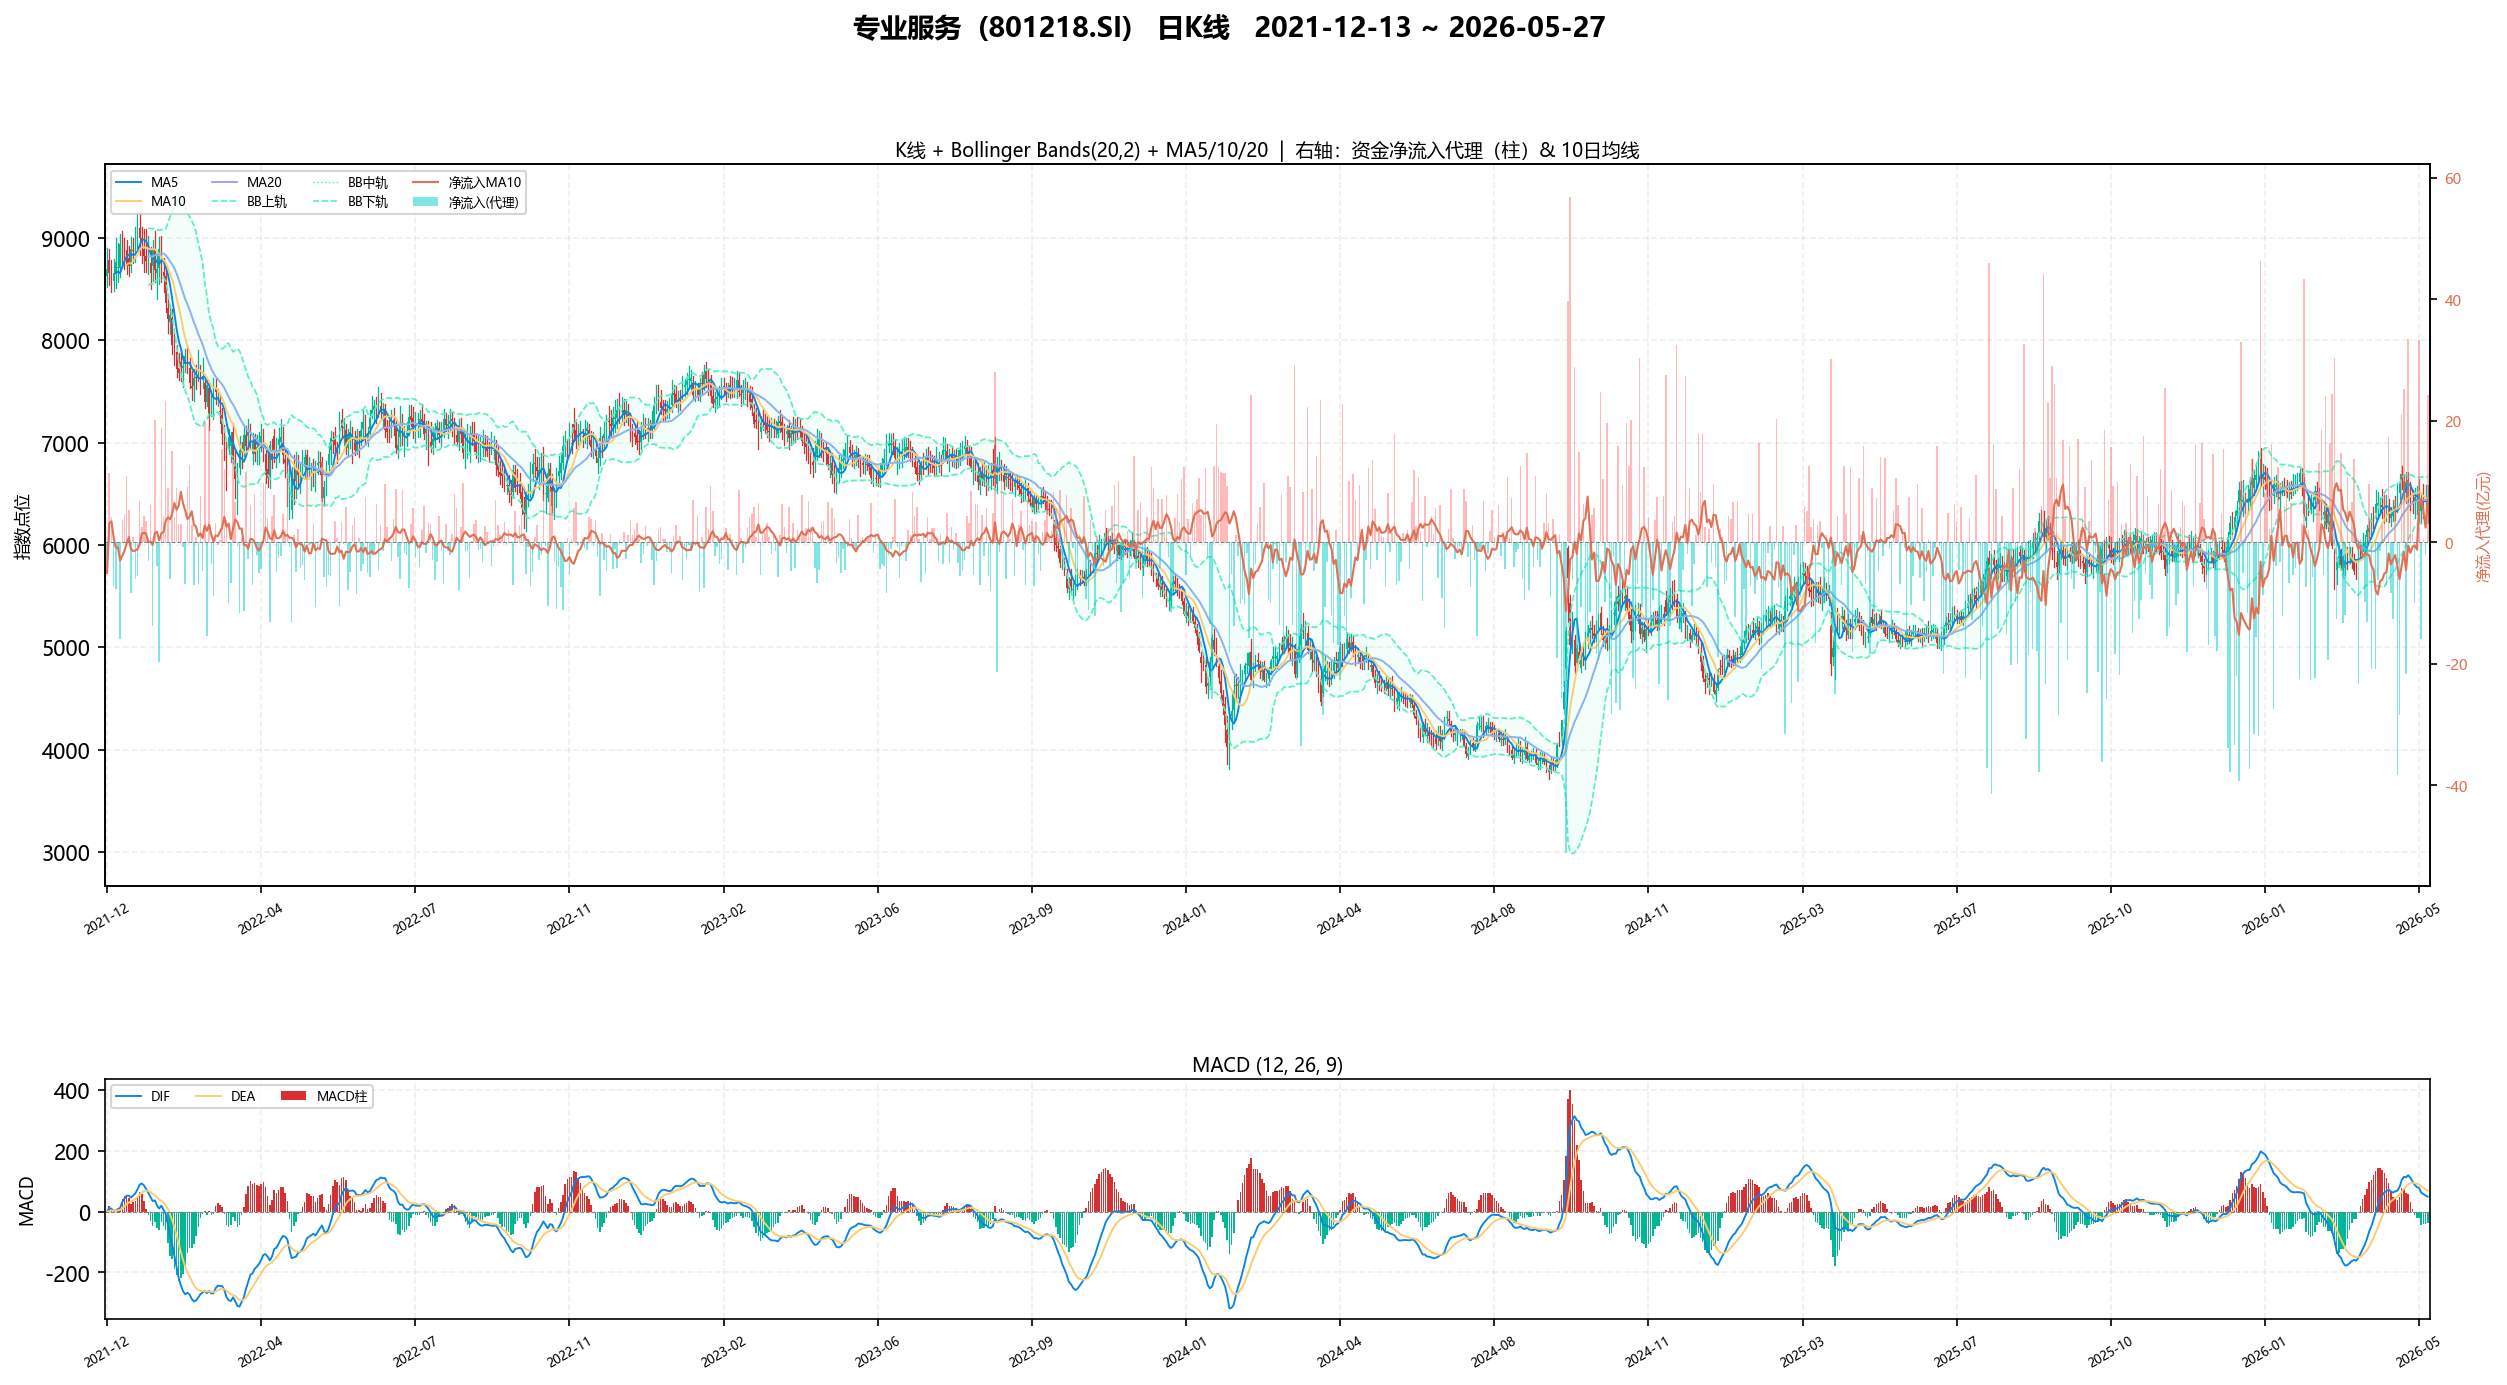 专业服务 (801218.SI) 日K线 2021-12-13 ~ 2026-05-27
K线 + Bollinger Bands(20,2) + MA5/10/20 | 右轴：资金净流入代理（柱）& 10日均线
MA5 MA20 BB中轨 净流入MA10
MA10 BB上轨 BB下轨 净流入(代理)
指数点位
9000
8000
7000
6000
5000
4000
3000
60
40
20
0
-20
-40
净流入代理(亿元)
2021-12 2022-04 2022-07 2022-11 2023-02 2023-06 2023-09 2024-01 2024-04 2024-08 2024-11 2025-03 2025-07 2025-10 2026-01 2026-05
MACD (12, 26, 9)
DIF DEA MACD柱
MACD
400
200
0
-200
2021-12 2022-04 2022-07 2022-11 2023-02 2023-06 2023-09 2024-01 2024-04 2024-08 2024-11 2025-03 2025-07 2025-10 2026-01 2026-05